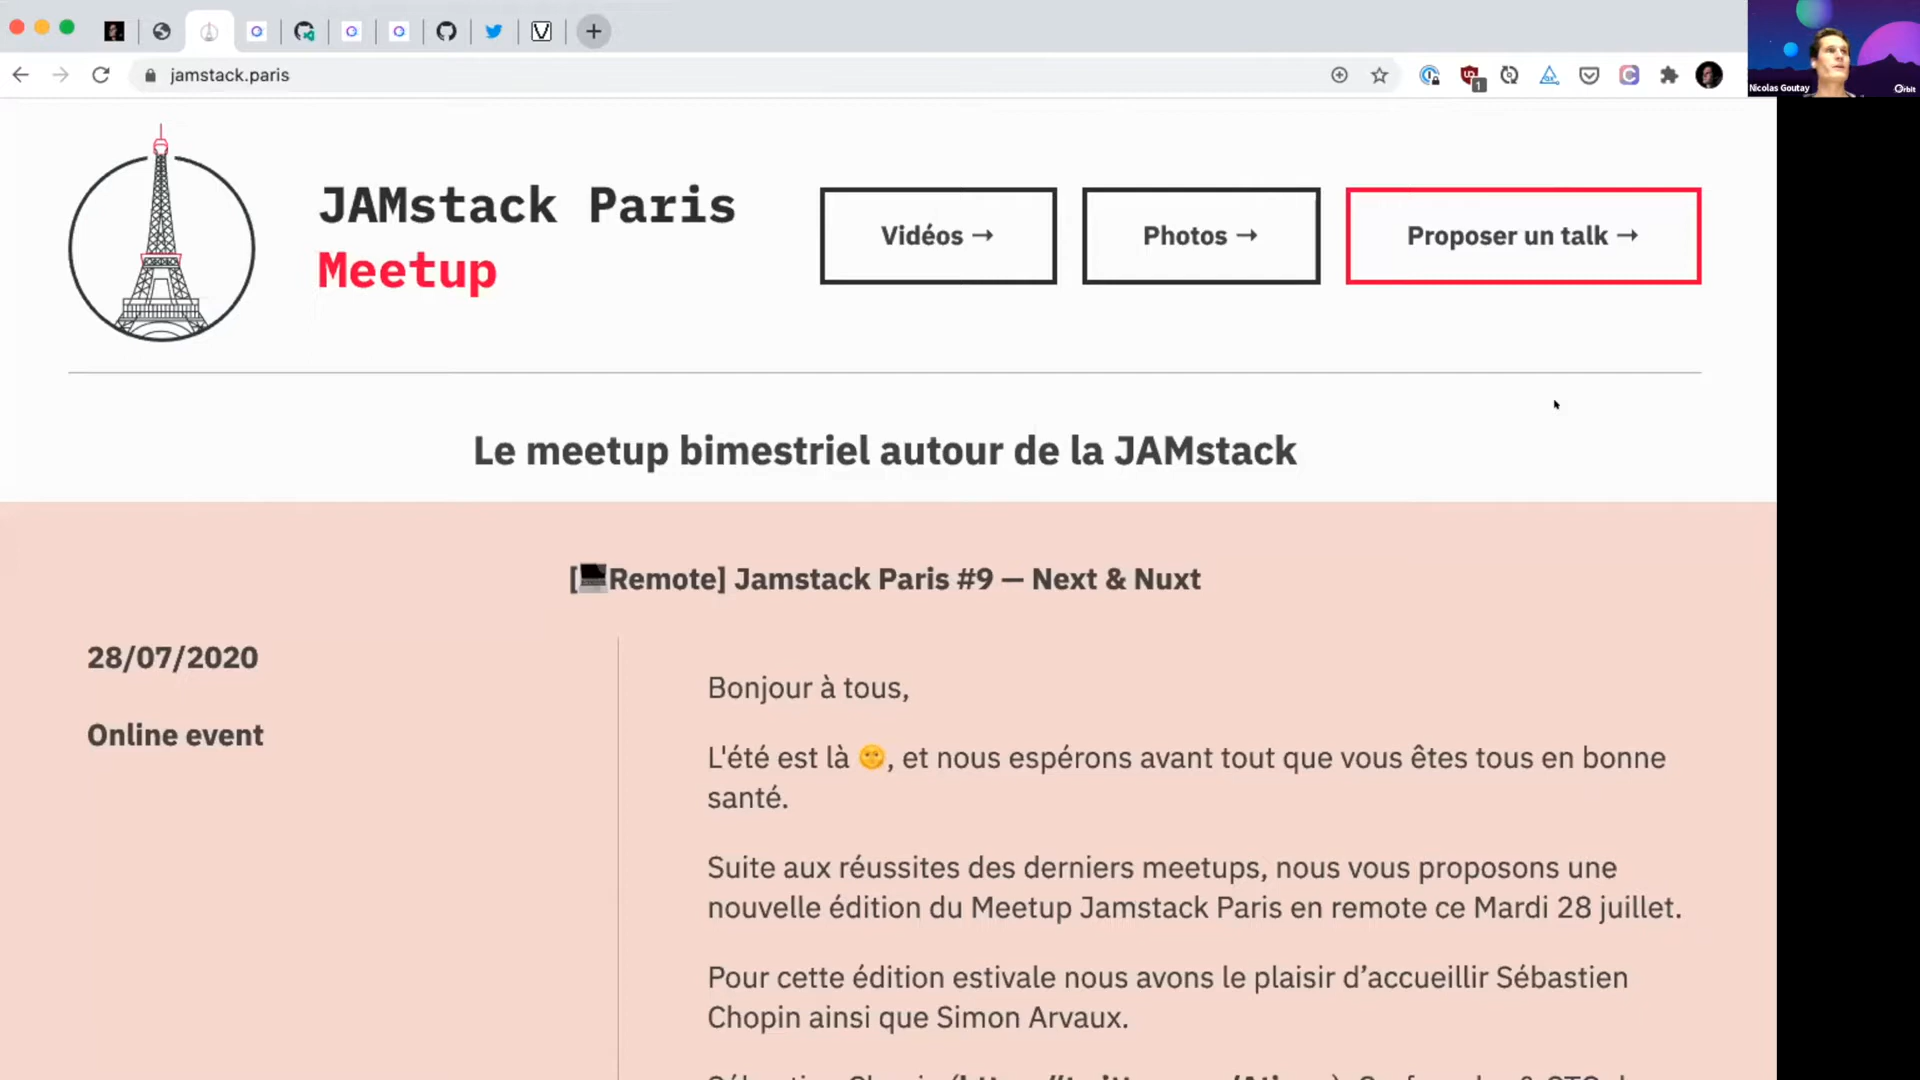 jamstack.paris
1
Nicolas Goutay
Orbit
JAMstack Paris
Meetup
Vidéos →
Photos →
Proposer un talk →
Le meetup bimestriel autour de la JAMstack
[💻Remote] Jamstack Paris #9 — Next & Nuxt
28/07/2020
Online event
Bonjour à tous,
L'été est là 🌞, et nous espérons avant tout que vous êtes tous en bonne
santé.
Suite aux réussites des derniers meetups, nous vous proposons une
nouvelle édition du Meetup Jamstack Paris en remote ce Mardi 28 juillet.
Pour cette édition estivale nous avons le plaisir d’accueillir Sébastien
Chopin ainsi que Simon Arvaux.